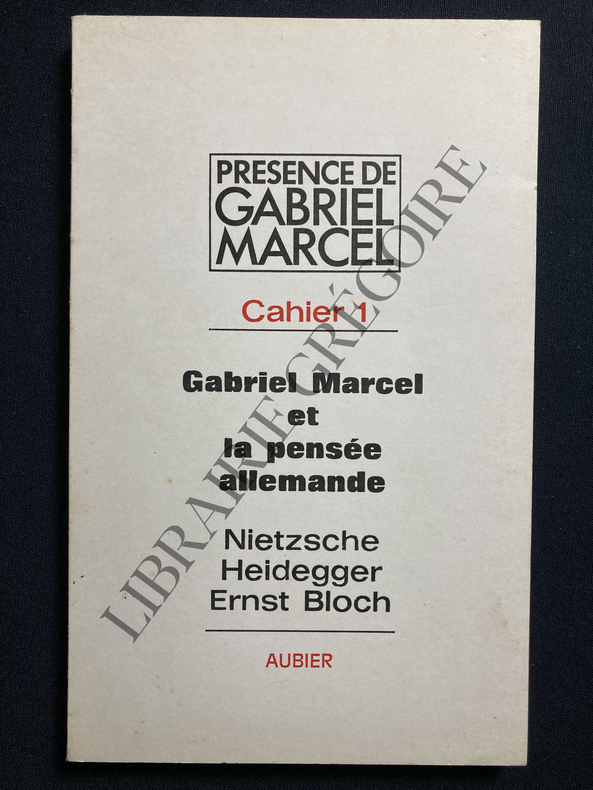 PRESENCE DE
GABRIEL
MARCEL
Cahier 1
Gabriel Marcel
et
la pensée
allemande
Nietzsche
Heidegger
Ernst Bloch
AUBIER
LIBRAIRIE GRÉGOIRE